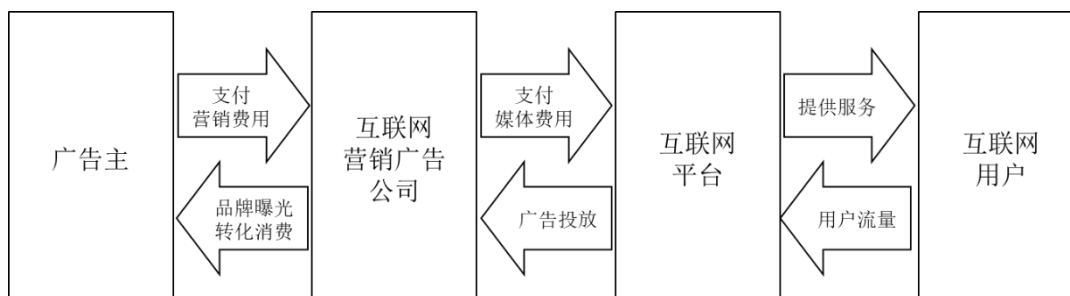 广告主
支付
营销费用
品牌曝光
转化消费
互联网
营销广告
公司
支付
媒体费用
广告投放
互联网
平台
提供服务
用户流量
互联网
用户